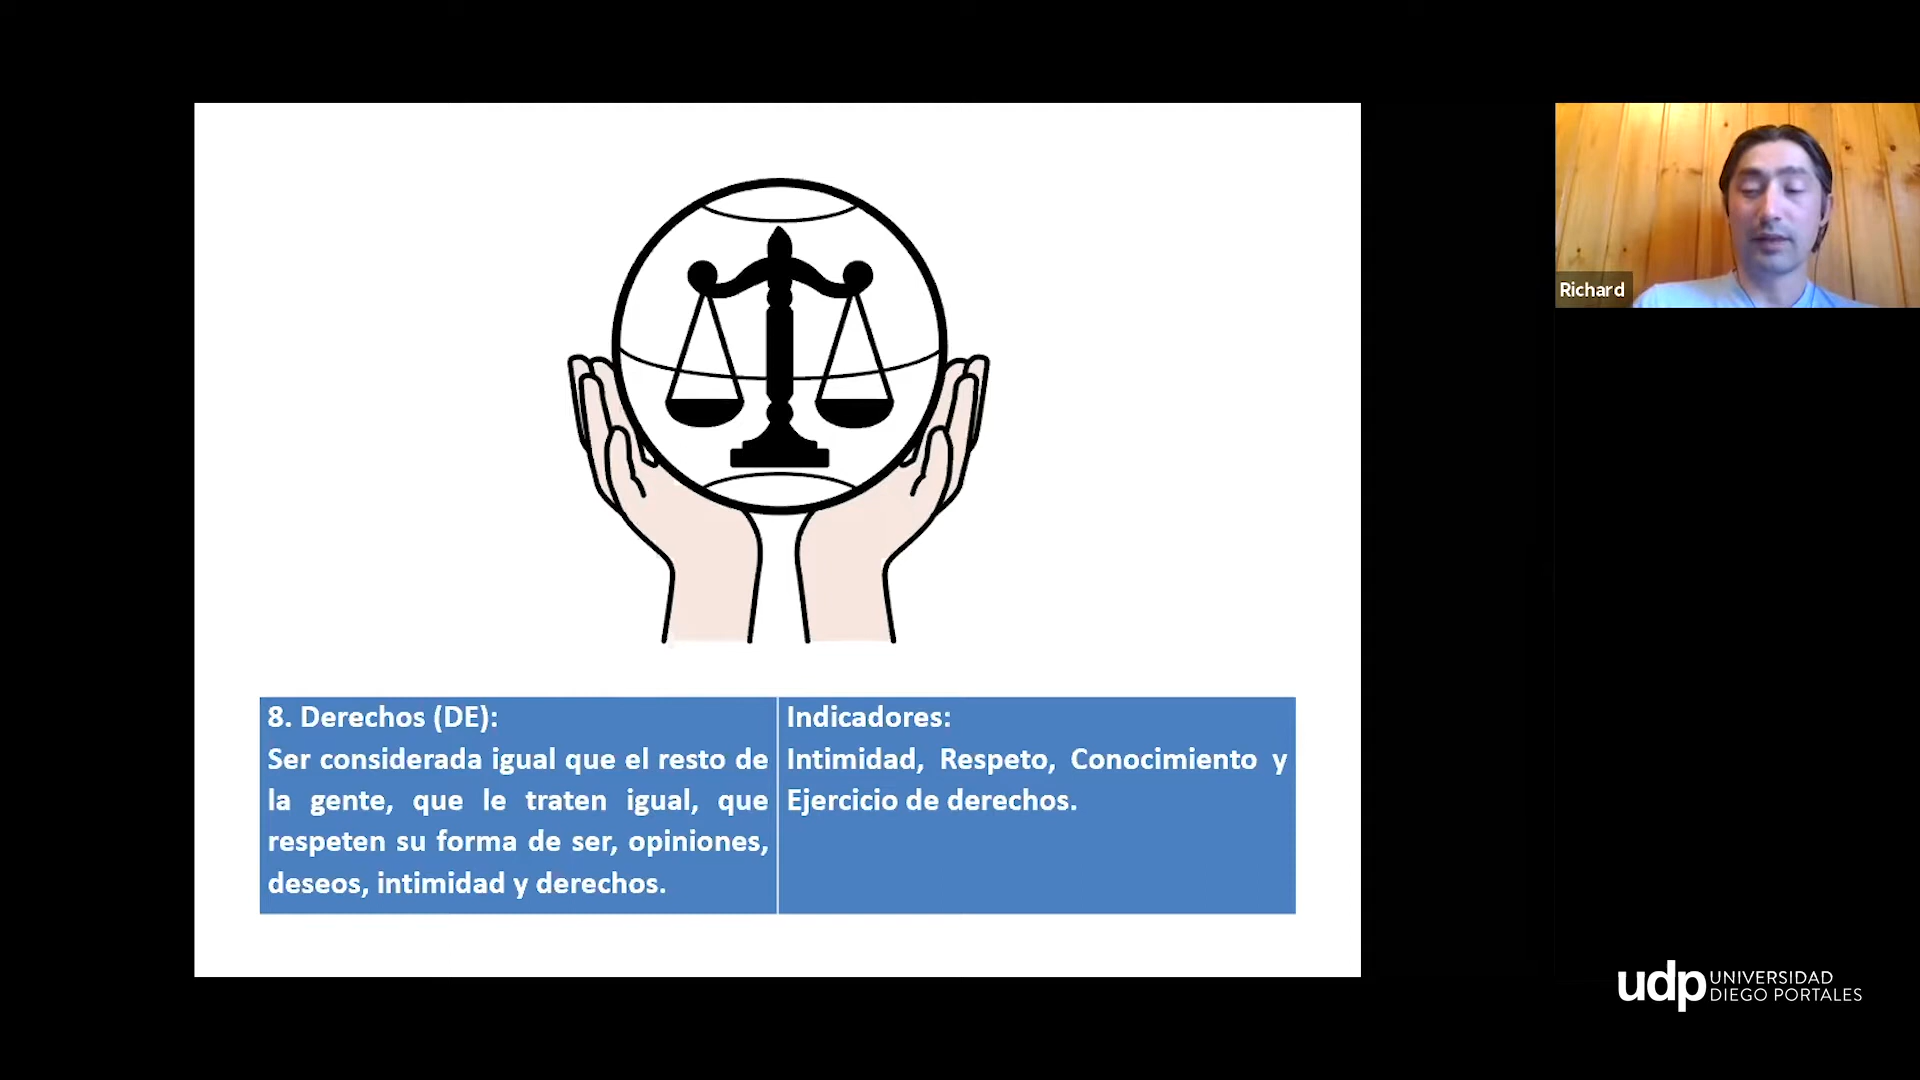 Richard
8. Derechos (DE):
Ser considerada igual que el resto de
la gente, que le traten igual, que
respeten su forma de ser, opiniones,
deseos, intimidad y derechos.
Indicadores:
Intimidad, Respeto, Conocimiento y
Ejercicio de derechos.
udp UNIVERSIDAD
DIEGO PORTALES